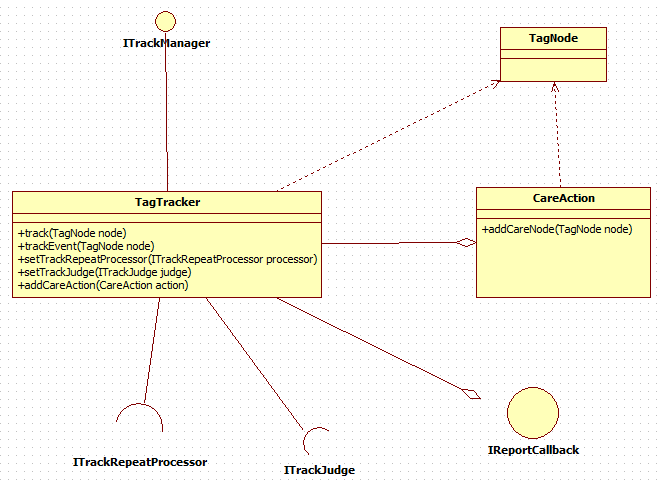 ITrackManager
TagNode
TagTracker
+track(TagNode node)
+trackEvent(TagNode node)
+setTrackRepeatProcessor(ITrackRepeatProcessor processor)
+setTrackJudge(ITrackJudge judge)
+addCareAction(CareAction action)
CareAction
+addCareNode(TagNode node)
ITrackRepeatProcessor
ITrackJudge
IReportCallback